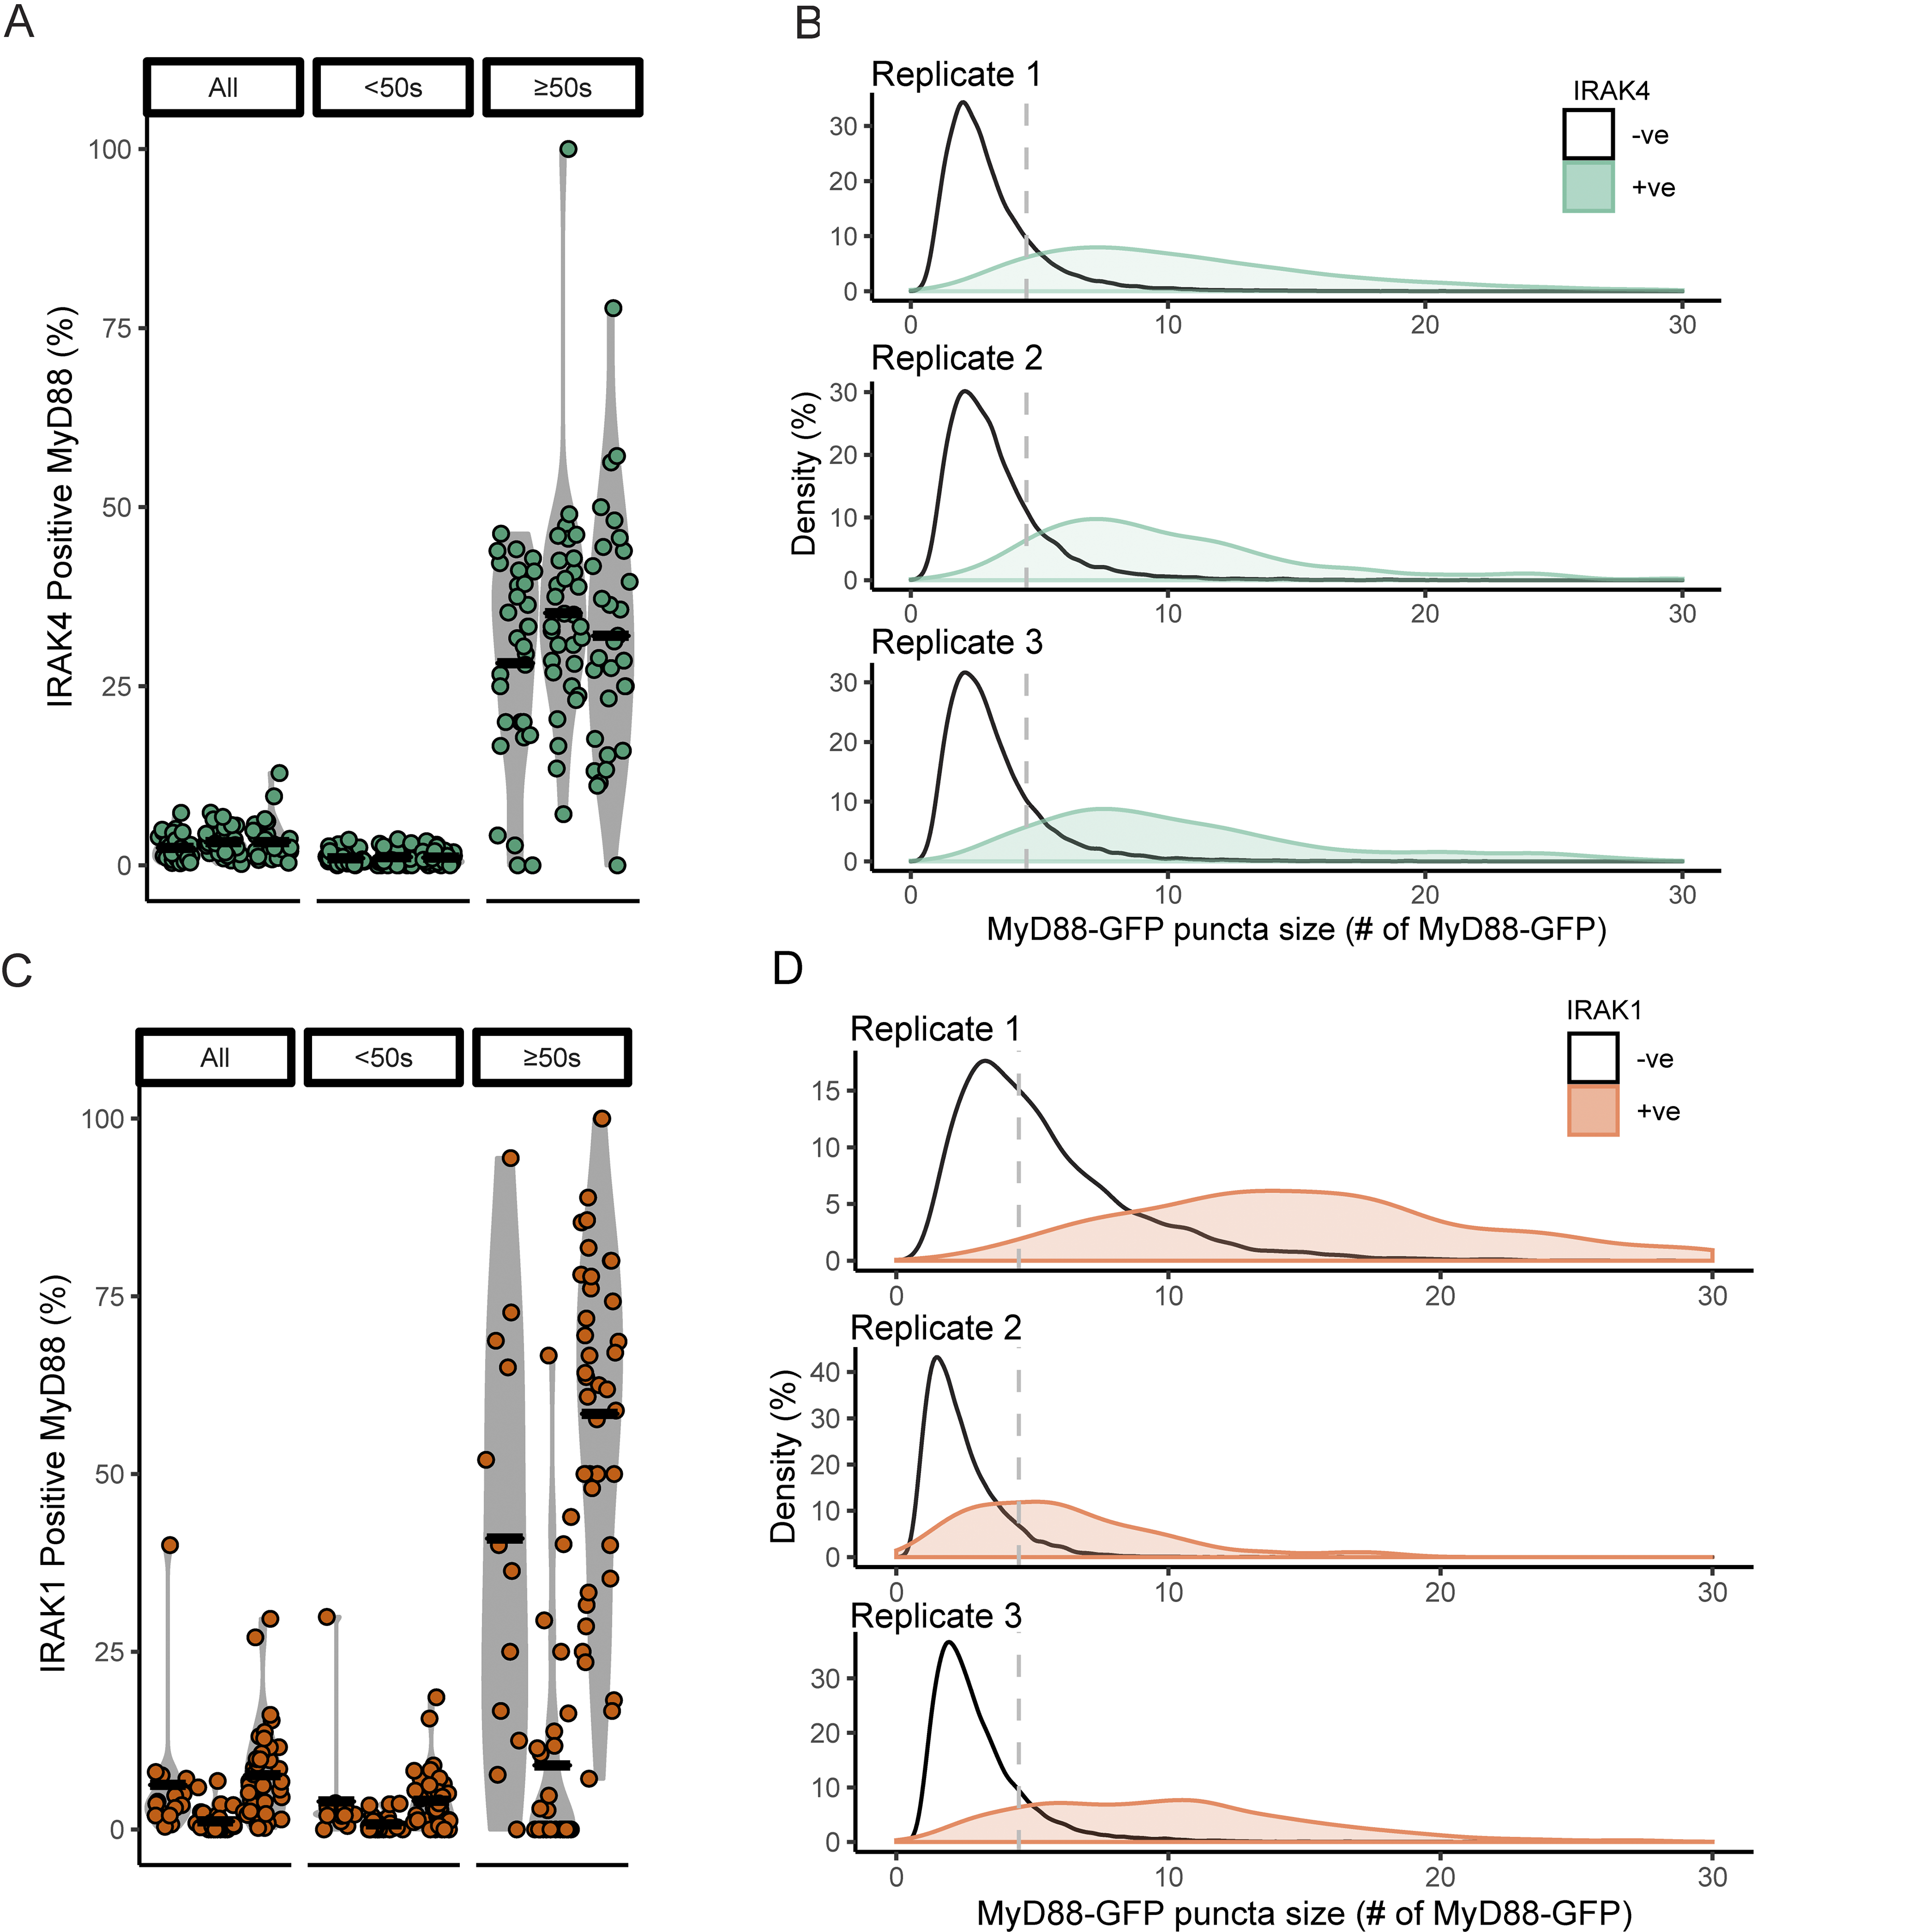 A
All
<50s
≥50s
IRAK4 Positive MyD88 (%)
100
75
50
25
0
B
Replicate 1
IRAK4
-ve
+ve
30
20
10
0
0
10
20
30
Replicate 2
Density (%)
30
20
10
0
0
10
20
30
Replicate 3
30
20
10
0
0
10
20
30
MyD88-GFP puncta size (# of MyD88-GFP)
C
All
<50s
≥50s
IRAK1 Positive MyD88 (%)
100
75
50
25
0
D
Replicate 1
IRAK1
-ve
+ve
15
10
5
0
0
10
20
30
Replicate 2
Density (%)
40
30
20
10
0
0
10
20
30
Replicate 3
30
20
10
0
0
10
20
30
MyD88-GFP puncta size (# of MyD88-GFP)